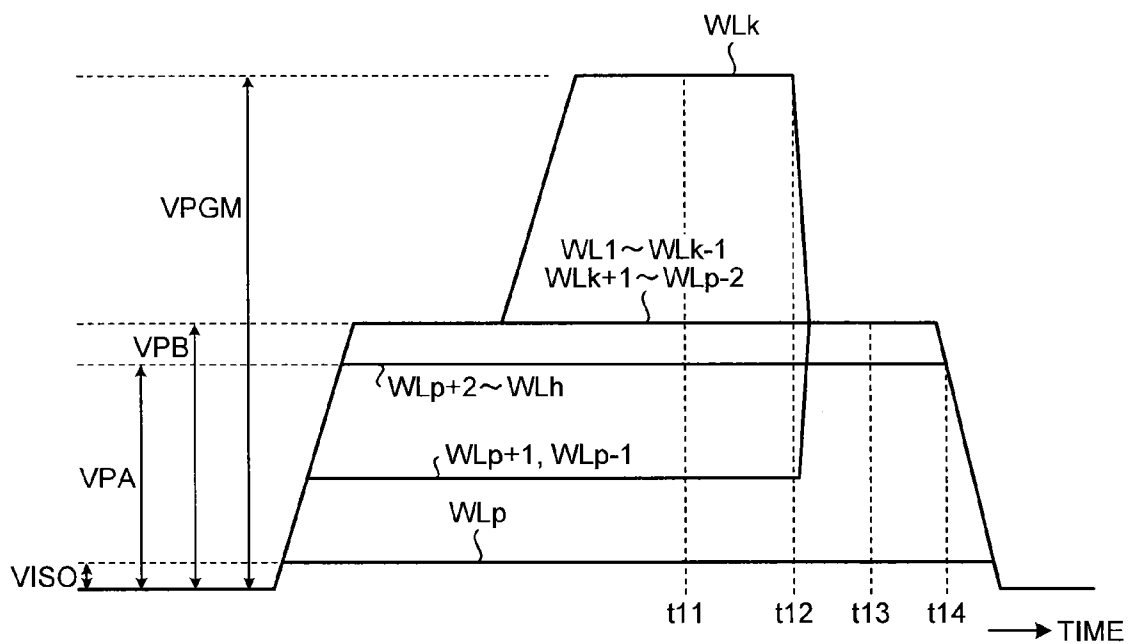 WLk
VPGM
WL1～WLk-1
WLk+1～WLp-2
VPB
WLp+2～WLh
VPA
WLp+1, WLp-1
WLp
VISO
t11 t12 t13 t14
TIME